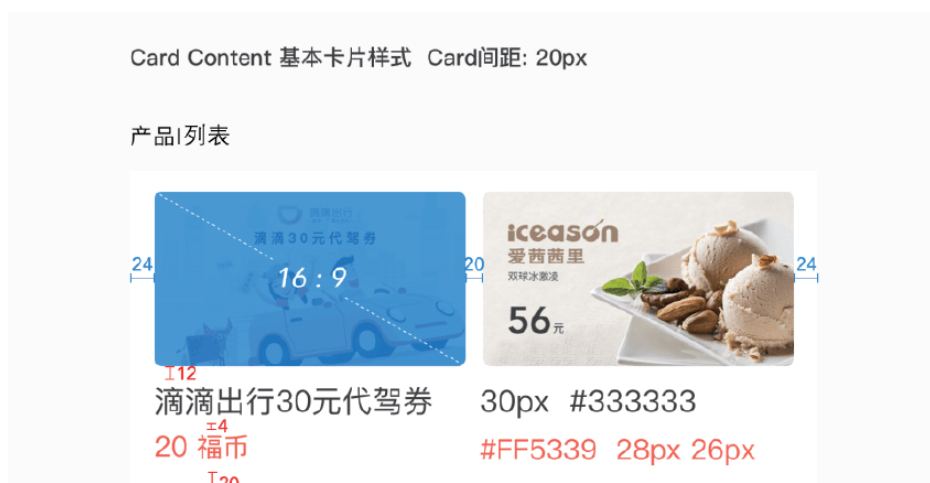 Card Content 基本卡片样式 Card间距: 20px
产品|列表
滴滴出行
滴滴30元代驾券
16 : 9
iceason
爱茜茜里
双球冰激凌
56元
24
20
24
12
滴滴出行30元代驾券
30px #333333
4
20 福币
#FF5339 28px 26px
20